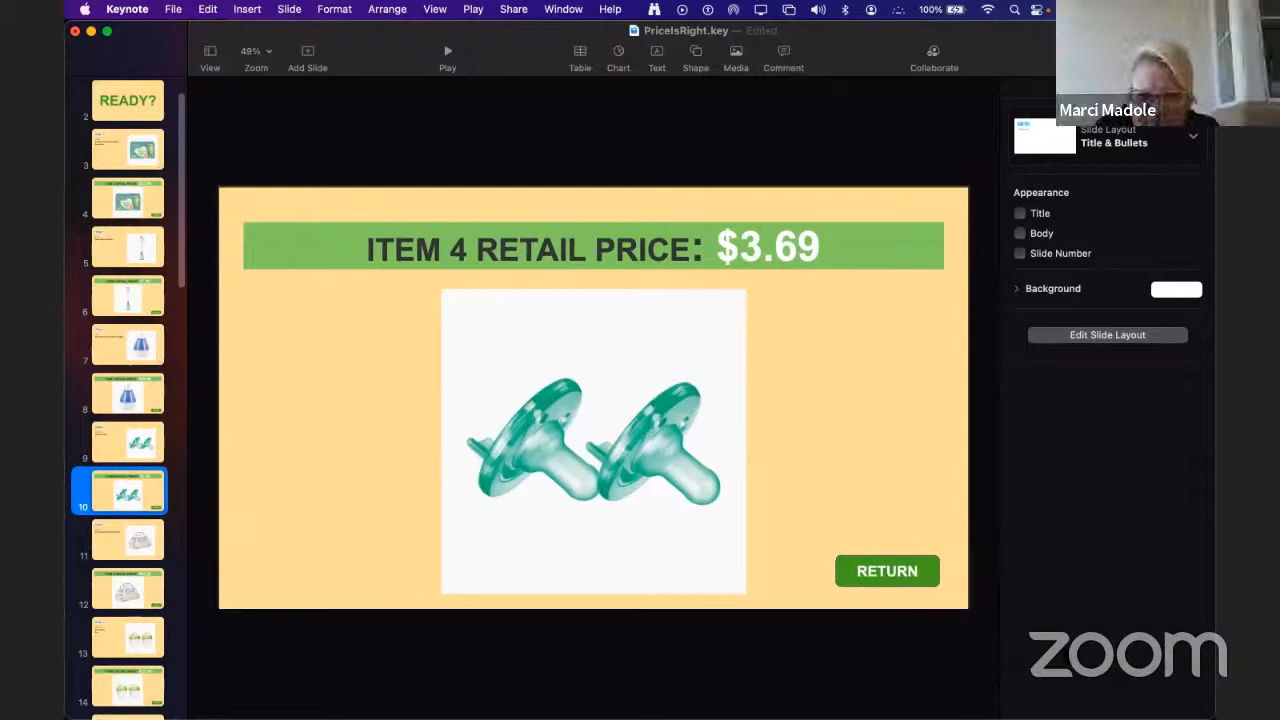 Keynote File Edit Insert Slide Format Arrange View Play Share Window Help 100%
PriceIsRight.key — Edited
49%
View Zoom Add Slide Play Table Chart Text Shape Media Comment Collaborate
Marci Madole
Slide Layout
Title & Bullets
Appearance
Title
Body
Slide Number
Background
Edit Slide Layout
READY?
2
3
4
5
6
7
8
9
10
11
12
13
14
ITEM 4 RETAIL PRICE: $3.69
RETURN
zoom